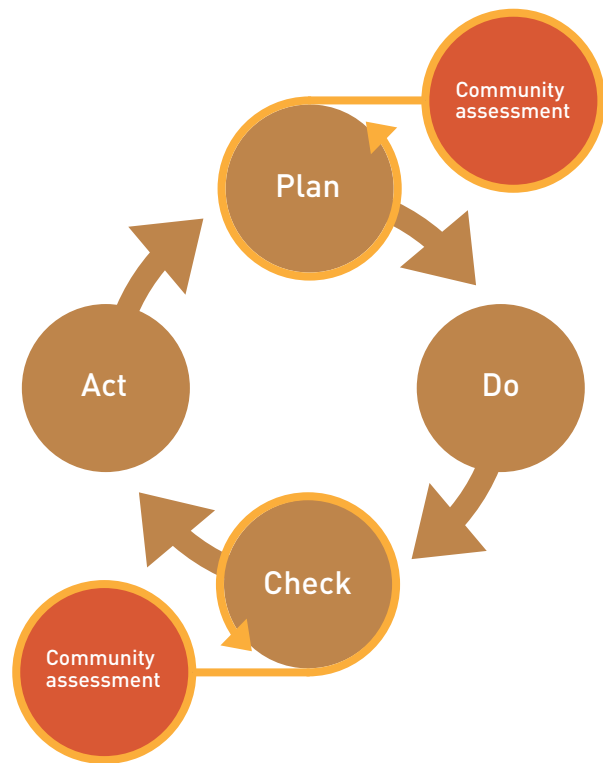 Community
assessment
Plan
Act
Do
Check
Community
assessment